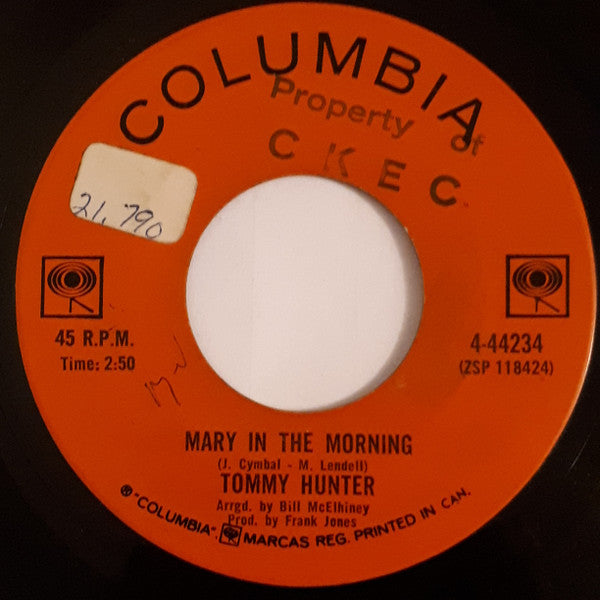 COLUMBIA
Property of
CKEC
21,790
45 R.P.M.
Time: 2:50
4-44234
(ZSP 118424)
MARY IN THE MORNING
(J. Cymbal - M. Lendell)
TOMMY HUNTER
Arrgd. by Bill McElhiney
Prod. by Frank Jones
® "COLUMBIA". MARCAS REG. PRINTED IN CAN.